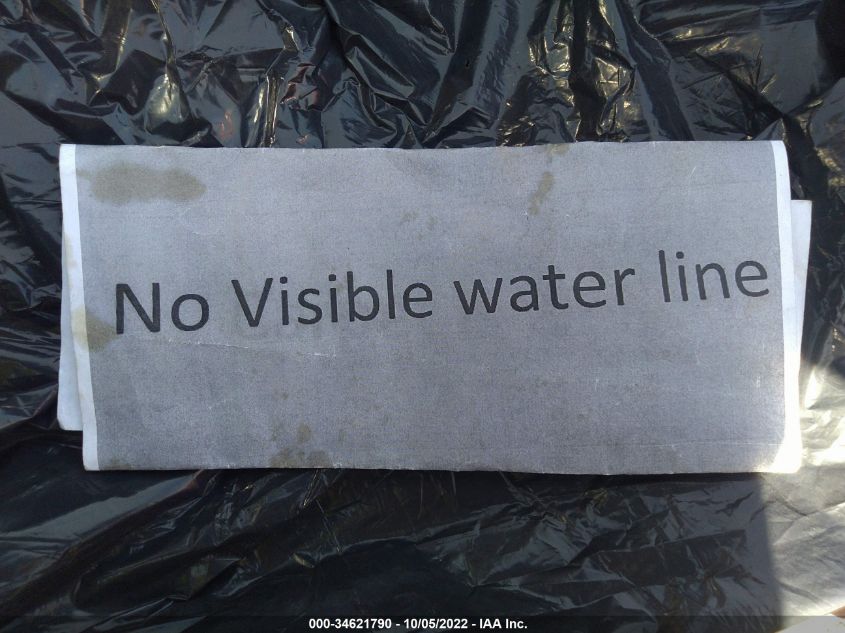 No Visible water line
000-34621790 - 10/05/2022 - IAA Inc.